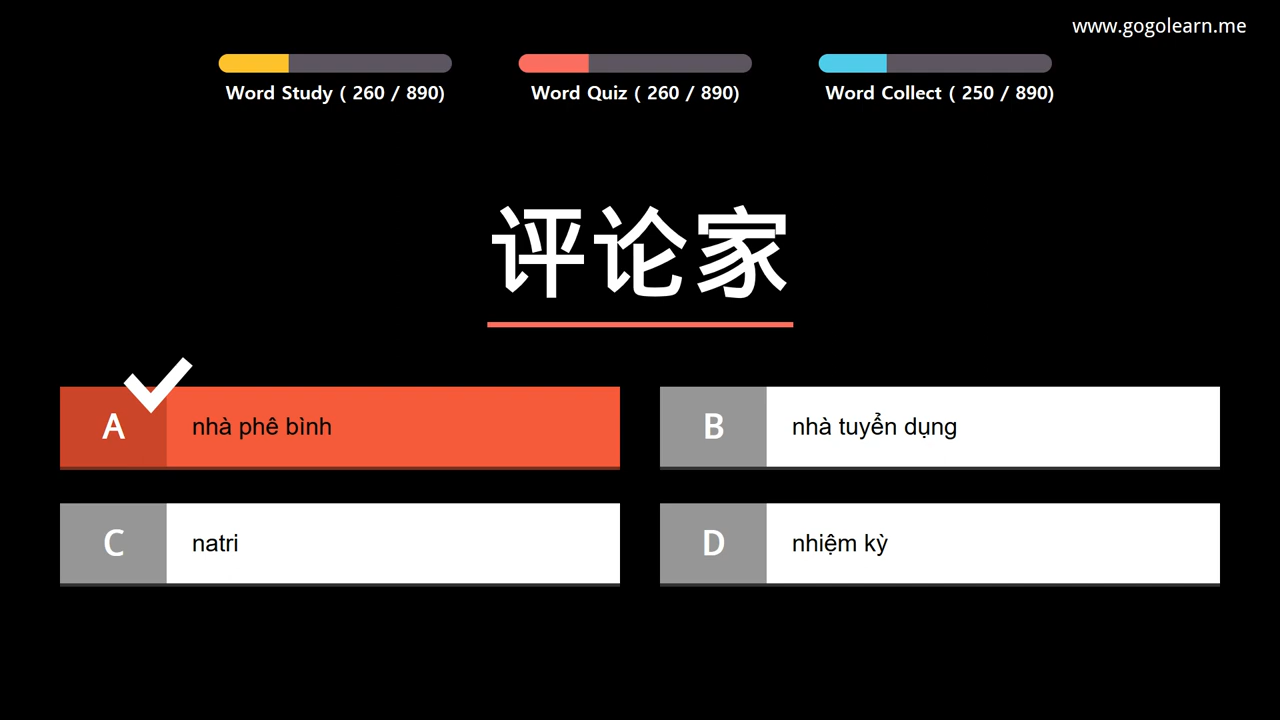 www.gogolearn.me
Word Study ( 260 / 890)
Word Quiz ( 260 / 890)
Word Collect ( 250 / 890)
评论家
A nhà phê bình
B nhà tuyển dụng
C natri
D nhiệm kỳ